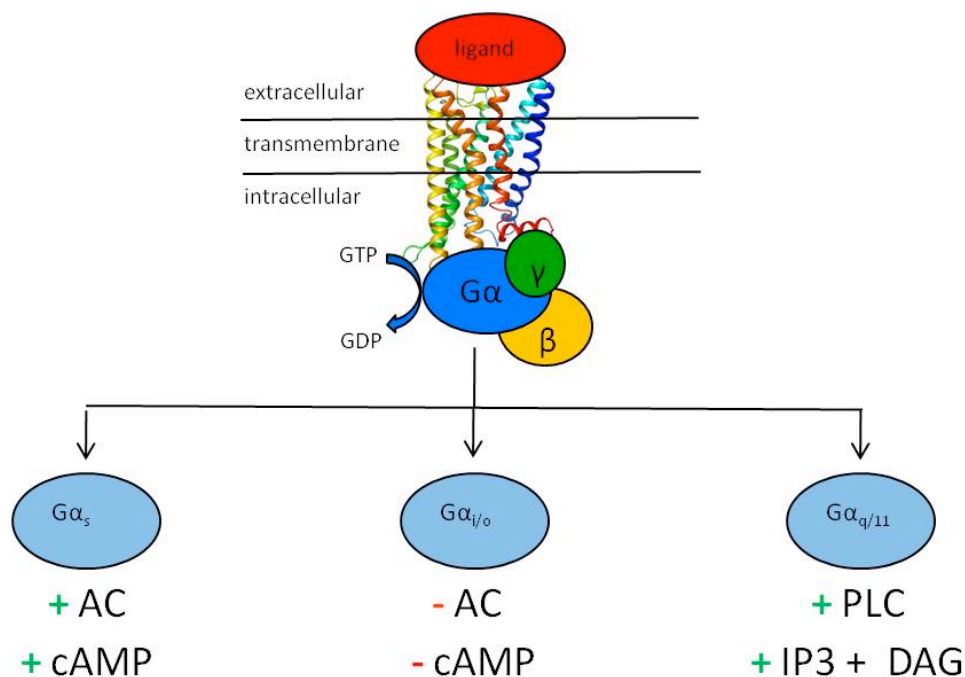 ligand
extracellular
transmembrane
intracellular
GTP
GDP
Gα
γ
β
Gαs
Gαi/o
Gαq/11
+ AC
- AC
+ PLC
+ cAMP
- cAMP
+ IP3 + DAG